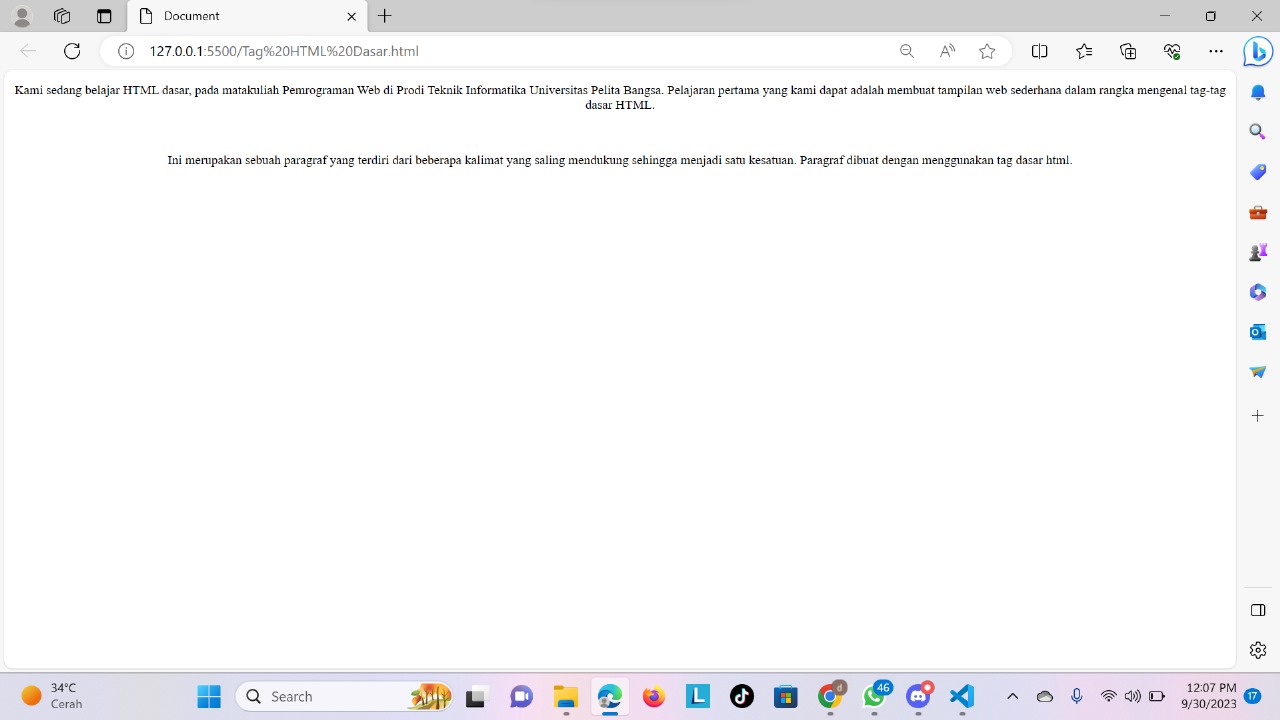 Document
127.0.0.1:5500/Tag%20HTML%20Dasar.html
Kami sedang belajar HTML dasar, pada matakuliah Pemrograman Web di Prodi Teknik Informatika Universitas Pelita Bangsa. Pelajaran pertama yang kami dapat adalah membuat tampilan web sederhana dalam rangka mengenal tag-tag
dasar HTML.
Ini merupakan sebuah paragraf yang terdiri dari beberapa kalimat yang saling mendukung sehingga menjadi satu kesatuan. Paragraf dibuat dengan menggunakan tag dasar html.
34°C
Cerah
Search
L
d
46
12:07 PM
9/30/2023
17